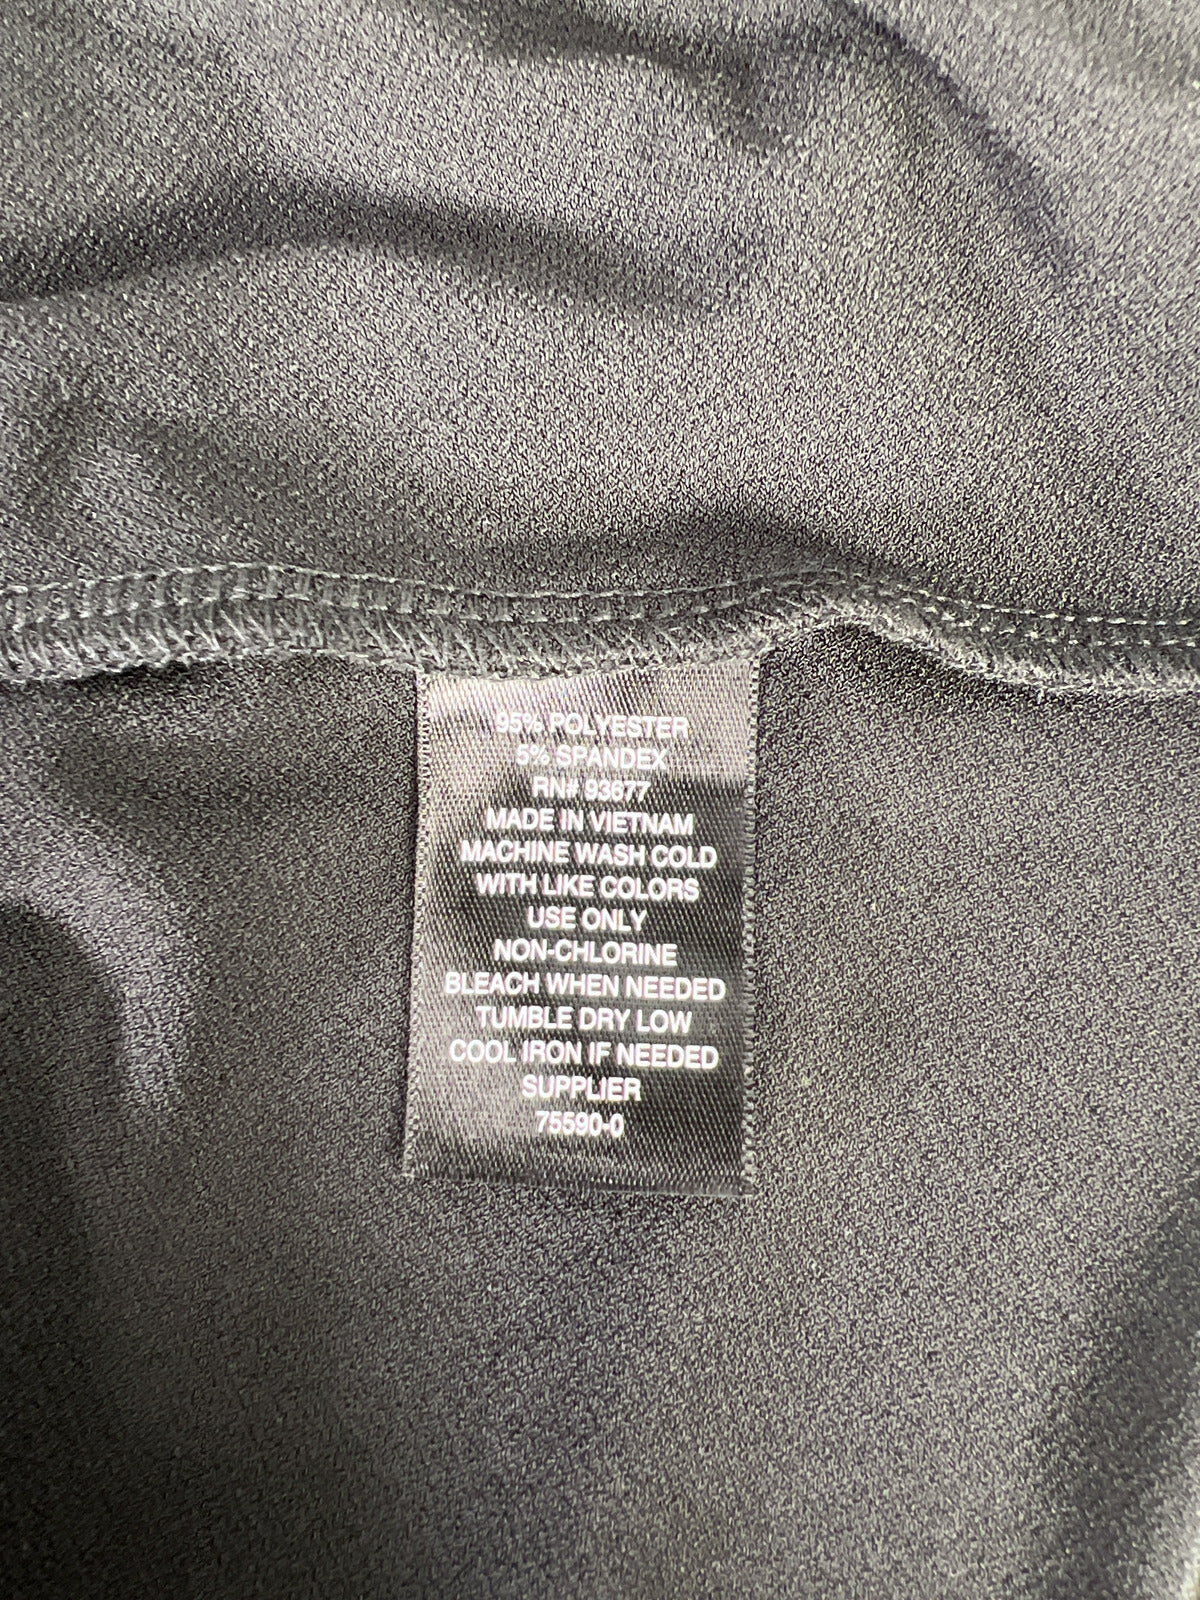 95% POLYESTER
5% SPANDEX
RN# 93677
MADE IN VIETNAM
MACHINE WASH COLD
WITH LIKE COLORS
USE ONLY
NON-CHLORINE
BLEACH WHEN NEEDED
TUMBLE DRY LOW
COOL IRON IF NEEDED
SUPPLIER
75590-0